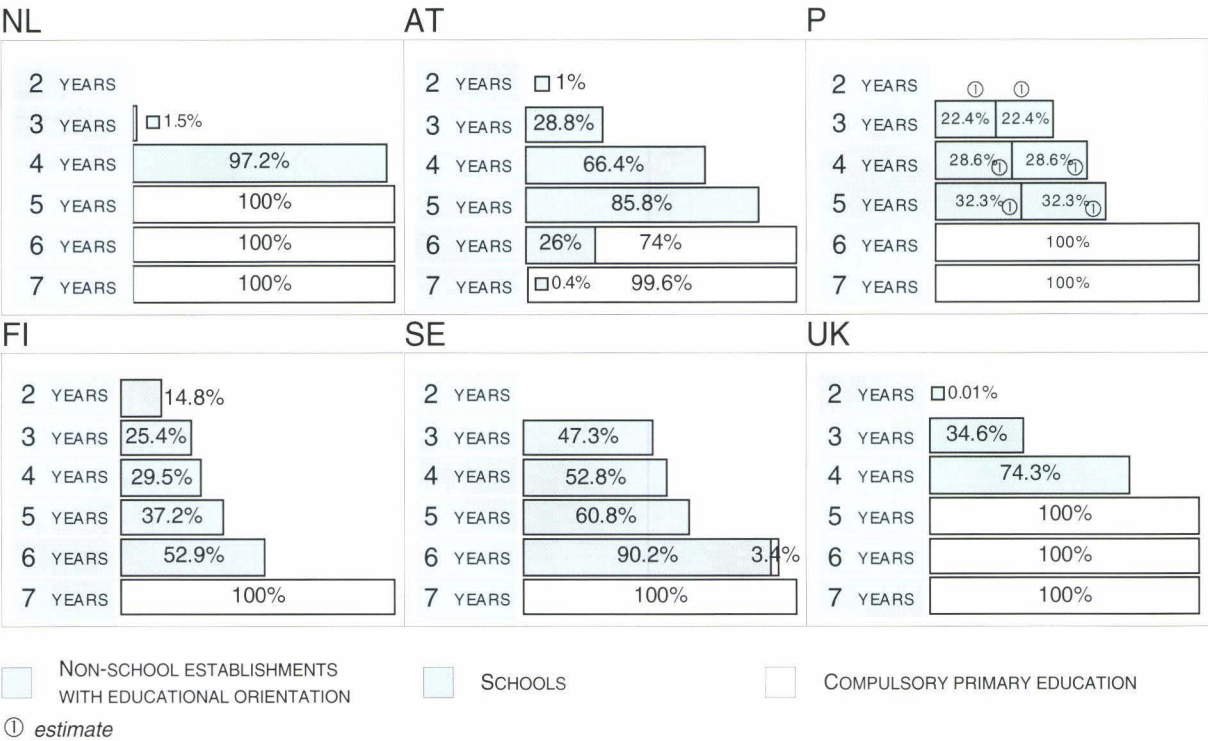 NL
2 YEARS
3 YEARS 1.5%
4 YEARS 97.2%
5 YEARS 100%
6 YEARS 100%
7 YEARS 100%
AT
2 YEARS 1%
3 YEARS 28.8%
4 YEARS 66.4%
5 YEARS 85.8%
6 YEARS 26% 74%
7 YEARS 0.4% 99.6%
P
2 YEARS
① ①
3 YEARS 22.4% 22.4%
4 YEARS 28.6% ① 28.6% ①
5 YEARS 32.3% ① 32.3% ①
6 YEARS 100%
7 YEARS 100%
FI
2 YEARS 14.8%
3 YEARS 25.4%
4 YEARS 29.5%
5 YEARS 37.2%
6 YEARS 52.9%
7 YEARS 100%
SE
2 YEARS
3 YEARS 47.3%
4 YEARS 52.8%
5 YEARS 60.8%
6 YEARS 90.2% 3.4%
7 YEARS 100%
UK
2 YEARS 0.01%
3 YEARS 34.6%
4 YEARS 74.3%
5 YEARS 100%
6 YEARS 100%
7 YEARS 100%
NON-SCHOOL ESTABLISHMENTS
WITH EDUCATIONAL ORIENTATION
SCHOOLS
COMPULSORY PRIMARY EDUCATION
① estimate